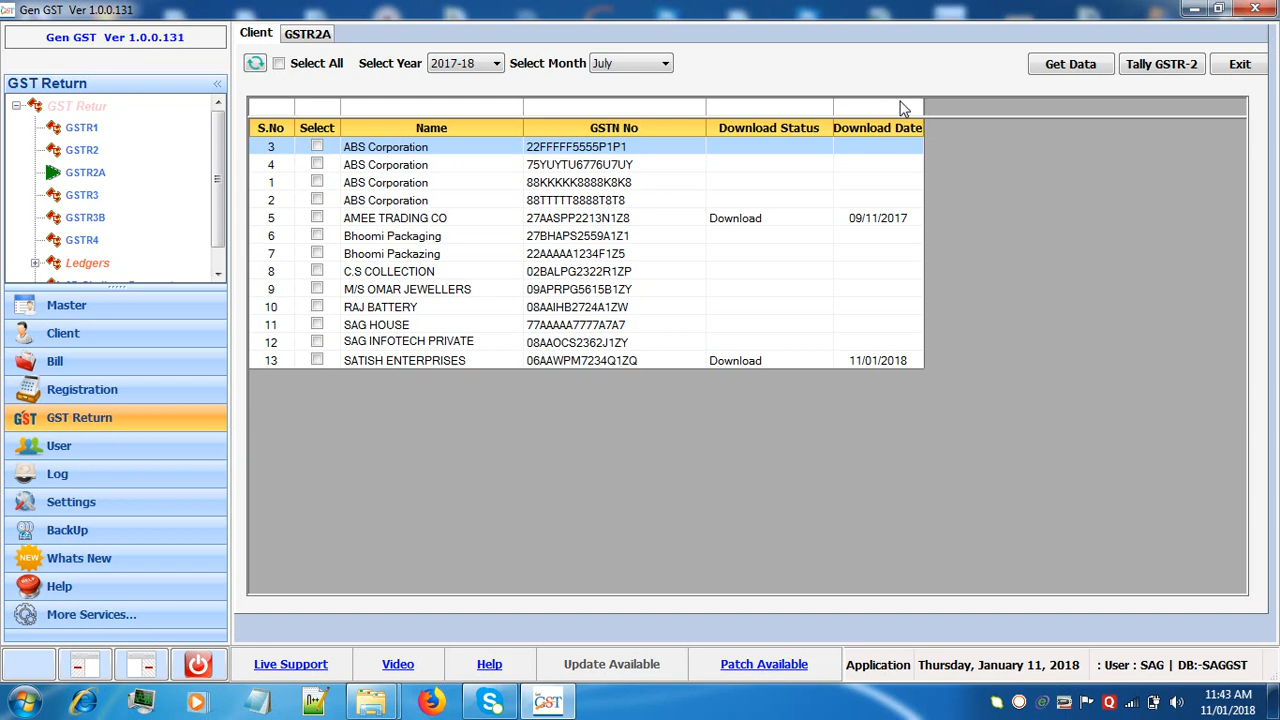 Gen GST Ver 1.0.0.131
Gen GST Ver 1.0.0.131
GST Return
GST Retur
GSTR1
GSTR2
GSTR2A
GSTR3
GSTR3B
GSTR4
Ledgers
Master
Client
Bill
Registration
GST Return
User
Log
Settings
BackUp
Whats New
Help
More Services...
Client GSTR2A
Select All Select Year 2017-18 Select Month July Get Data Tally GSTR-2 Exit
S.No Select Name GSTN No Download Status Download Date
3 ABS Corporation 22FFFFF5555P1P1
4 ABS Corporation 75YUYTU6776U7UY
1 ABS Corporation 88KKKKK8888K8K8
2 ABS Corporation 88TTTTT8888T8T8
5 AMEE TRADING CO 27AASPP2213N1Z8 Download 09/11/2017
6 Bhoomi Packaging 27BHAPS2559A1Z1
7 Bhoomi Packazing 22AAAAA1234F1Z5
8 C.S COLLECTION 02BALPG2322R1ZP
9 M/S OMAR JEWELLERS 09APRPG5615B1ZY
10 RAJ BATTERY 08AAIHB2724A1ZW
11 SAG HOUSE 77AAAAA7777A7A7
12 SAG INFOTECH PRIVATE 08AAOCS2362J1ZY
13 SATISH ENTERPRISES 06AAWPM7234Q1ZQ Download 11/01/2018
Live Support Video Help Update Available Patch Available Application Thursday, January 11, 2018 : User : SAG | DB:-SAGGST
11:43 AM
11/01/2018